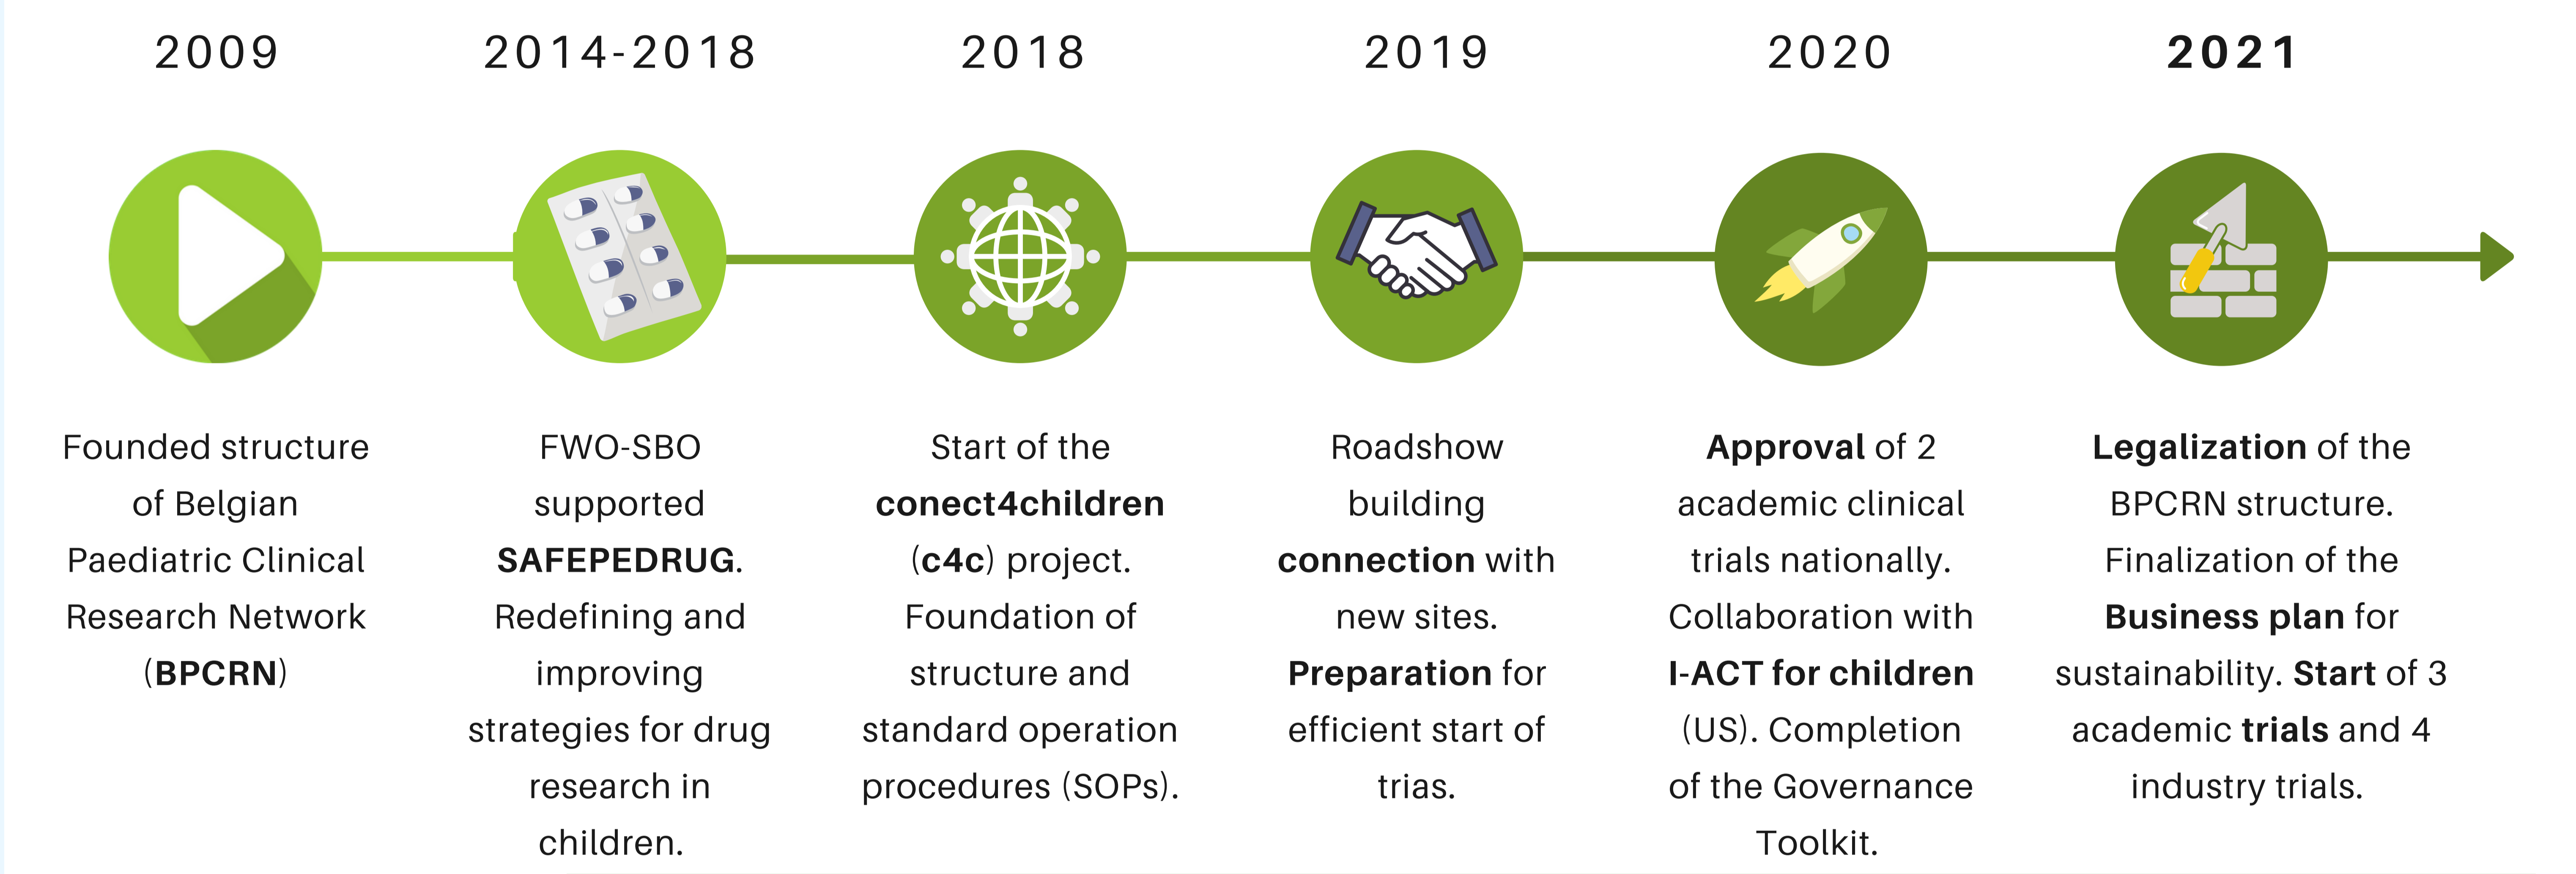 2009
Founded structure
of Belgian
Paediatric Clinical
Research Network
(BPCRN)
2014-2018
FWO-SBO
supported
SAFEPEDRUG.
Redefining and
improving
strategies for drug
research in
children.
2018
Start of the
conect4children
(c4c) project.
Foundation of
structure and
standard operation
procedures (SOPs).
2019
Roadshow
building
connection with
new sites.
Preparation for
efficient start of
trias.
2020
Approval of 2
academic clinical
trials nationally.
Collaboration with
I-ACT for children
(US). Completion
of the Governance
Toolkit.
2021
Legalization of the
BPCRN structure.
Finalization of the
Business plan for
sustainability. Start of 3
academic trials and 4
industry trials.